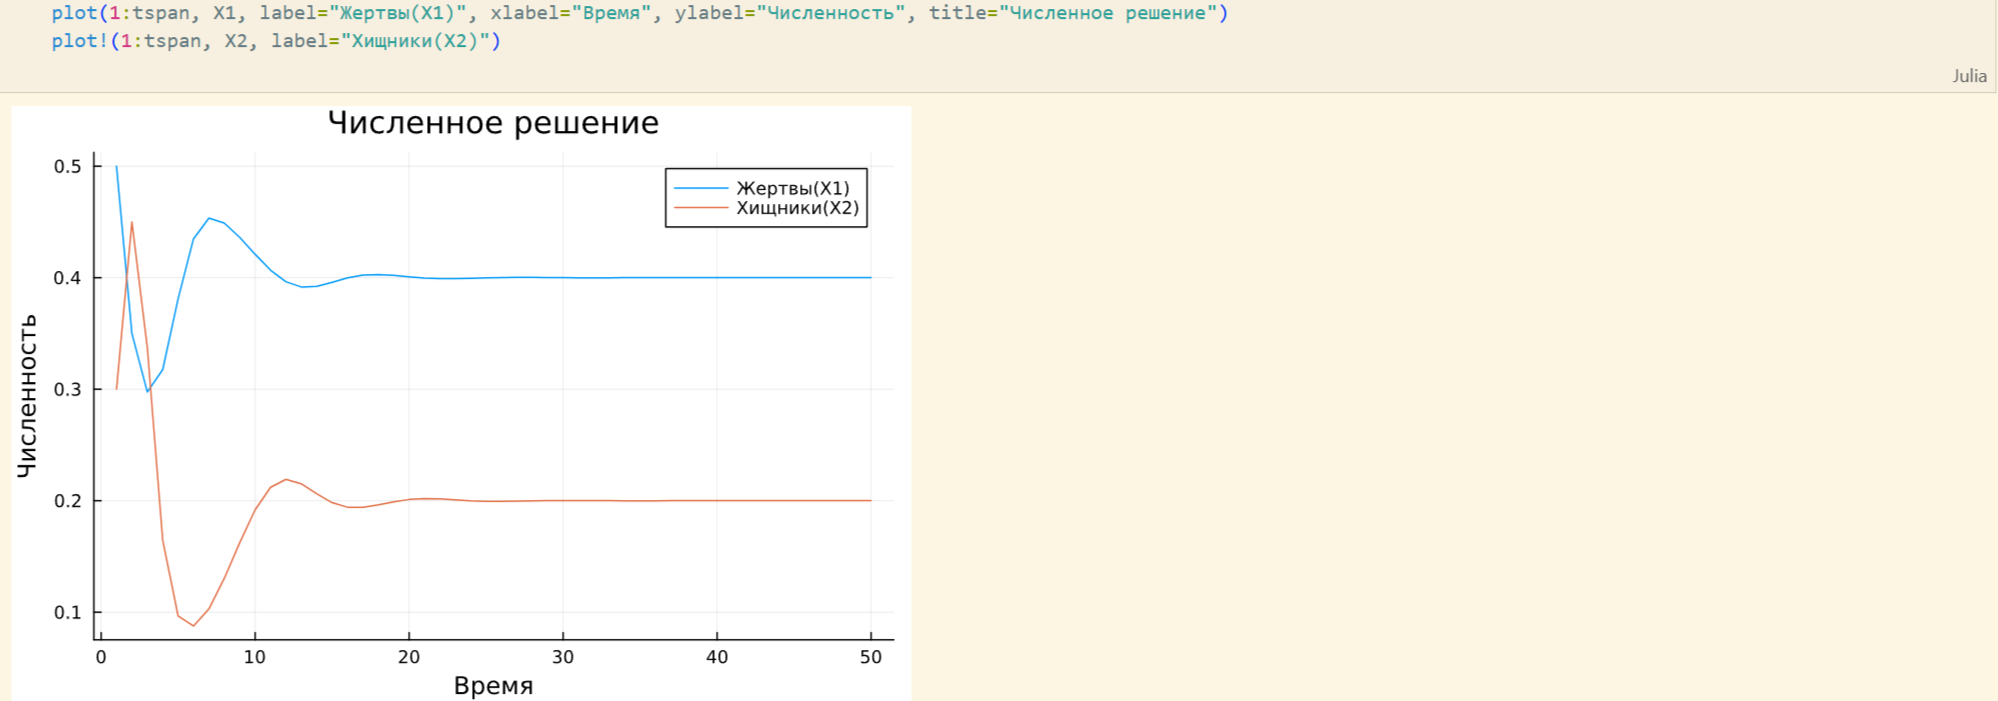 plot(1:tspan, X1, label="Жертвы(X1)", xlabel="Время", ylabel="Численность", title="Численное решение")
plot!(1:tspan, X2, label="Хищники(X2)")
Julia
Численное решение
Жертвы(X1)
Хищники(X2)
Численность
0.5
0.4
0.3
0.2
0.1
0 10 20 30 40 50
Время